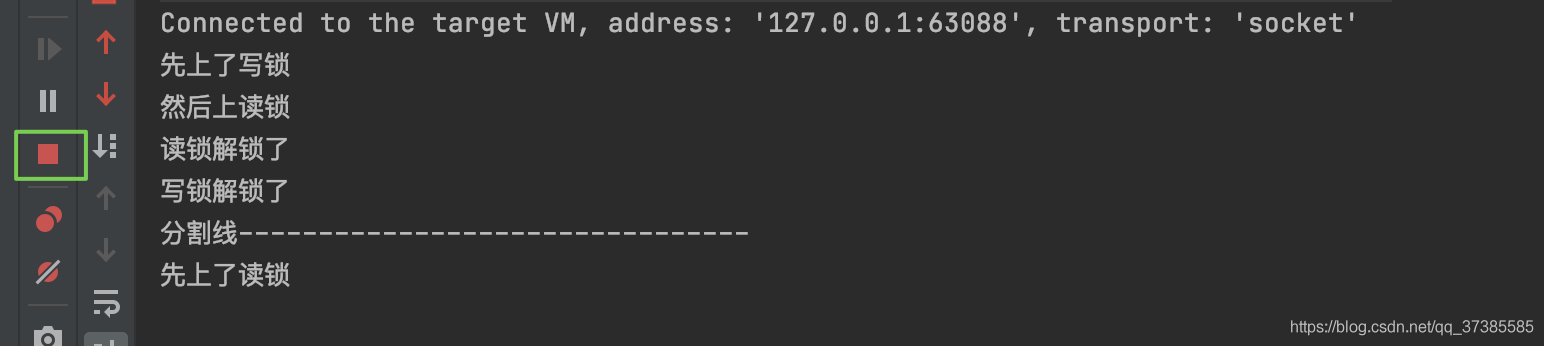 Connected to the target VM, address: '127.0.0.1:63088', transport: 'socket'
先上了写锁
然后上读锁
读锁解锁了
写锁解锁了
分割线--------------------------------
先上了读锁
https://blog.csdn.net/qq_37385585